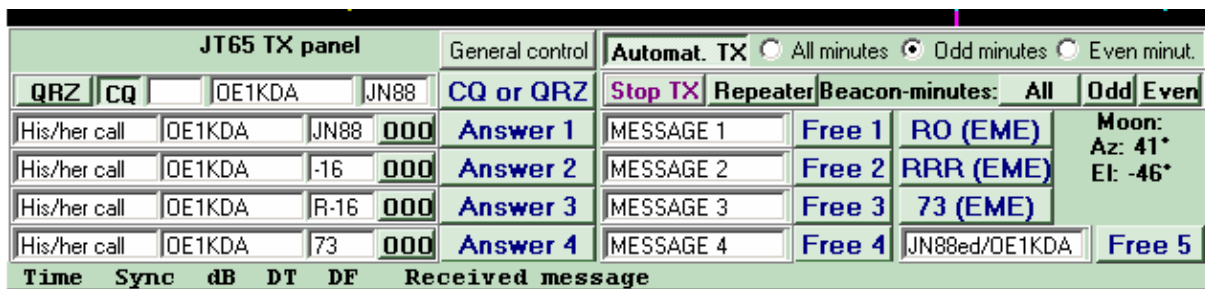 JT65 TX panel General control Automat. TX All minutes Odd minutes Even minut.
QRZ CQ OE1KDA JN88 CQ or QRZ Stop TX Repeater Beacon-minutes: All Odd Even
His/her call OE1KDA JN88 000 Answer 1 MESSAGE 1 Free 1 RO (EME) Moon:
Az: 41°
His/her call OE1KDA -16 000 Answer 2 MESSAGE 2 Free 2 RRR (EME) El: -46°
His/her call OE1KDA R-16 000 Answer 3 MESSAGE 3 Free 3 73 (EME)
His/her call OE1KDA 73 000 Answer 4 MESSAGE 4 Free 4 JN88ed/OE1KDA Free 5
Time Sync dB DT DF Received message